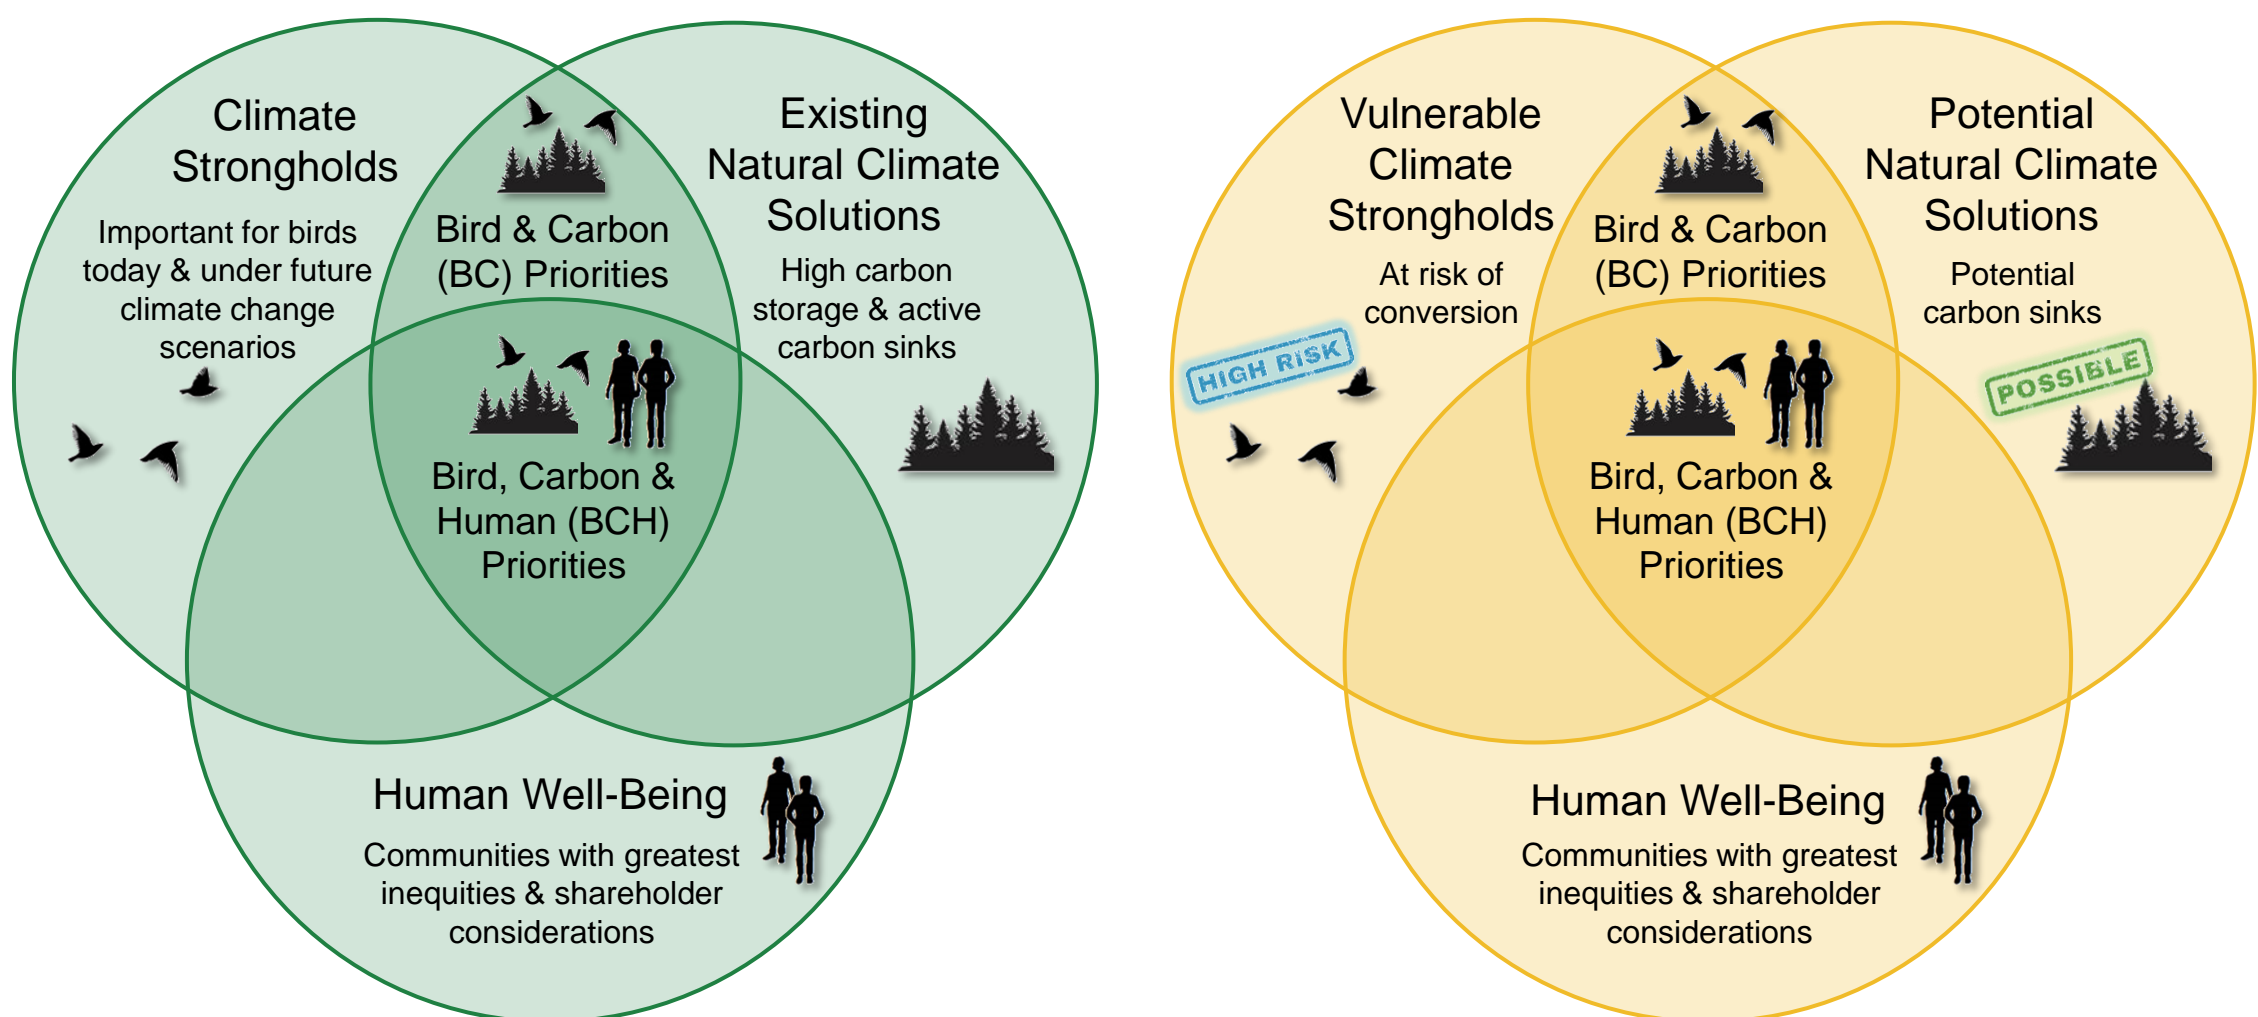 Climate
Strongholds
Important for birds
today & under future
climate change
scenarios
Bird & Carbon
(BC) Priorities
Existing
Natural Climate
Solutions
High carbon
storage & active
carbon sinks
Bird, Carbon &
Human (BCH)
Priorities
Human Well-Being
Communities with greatest
inequities & shareholder
considerations
Vulnerable
Climate
Strongholds
At risk of
conversion
HIGH RISK
Bird & Carbon
(BC) Priorities
Potential
Natural Climate
Solutions
Potential
carbon sinks
POSSIBLE
Bird, Carbon &
Human (BCH)
Priorities
Human Well-Being
Communities with greatest
inequities & shareholder
considerations